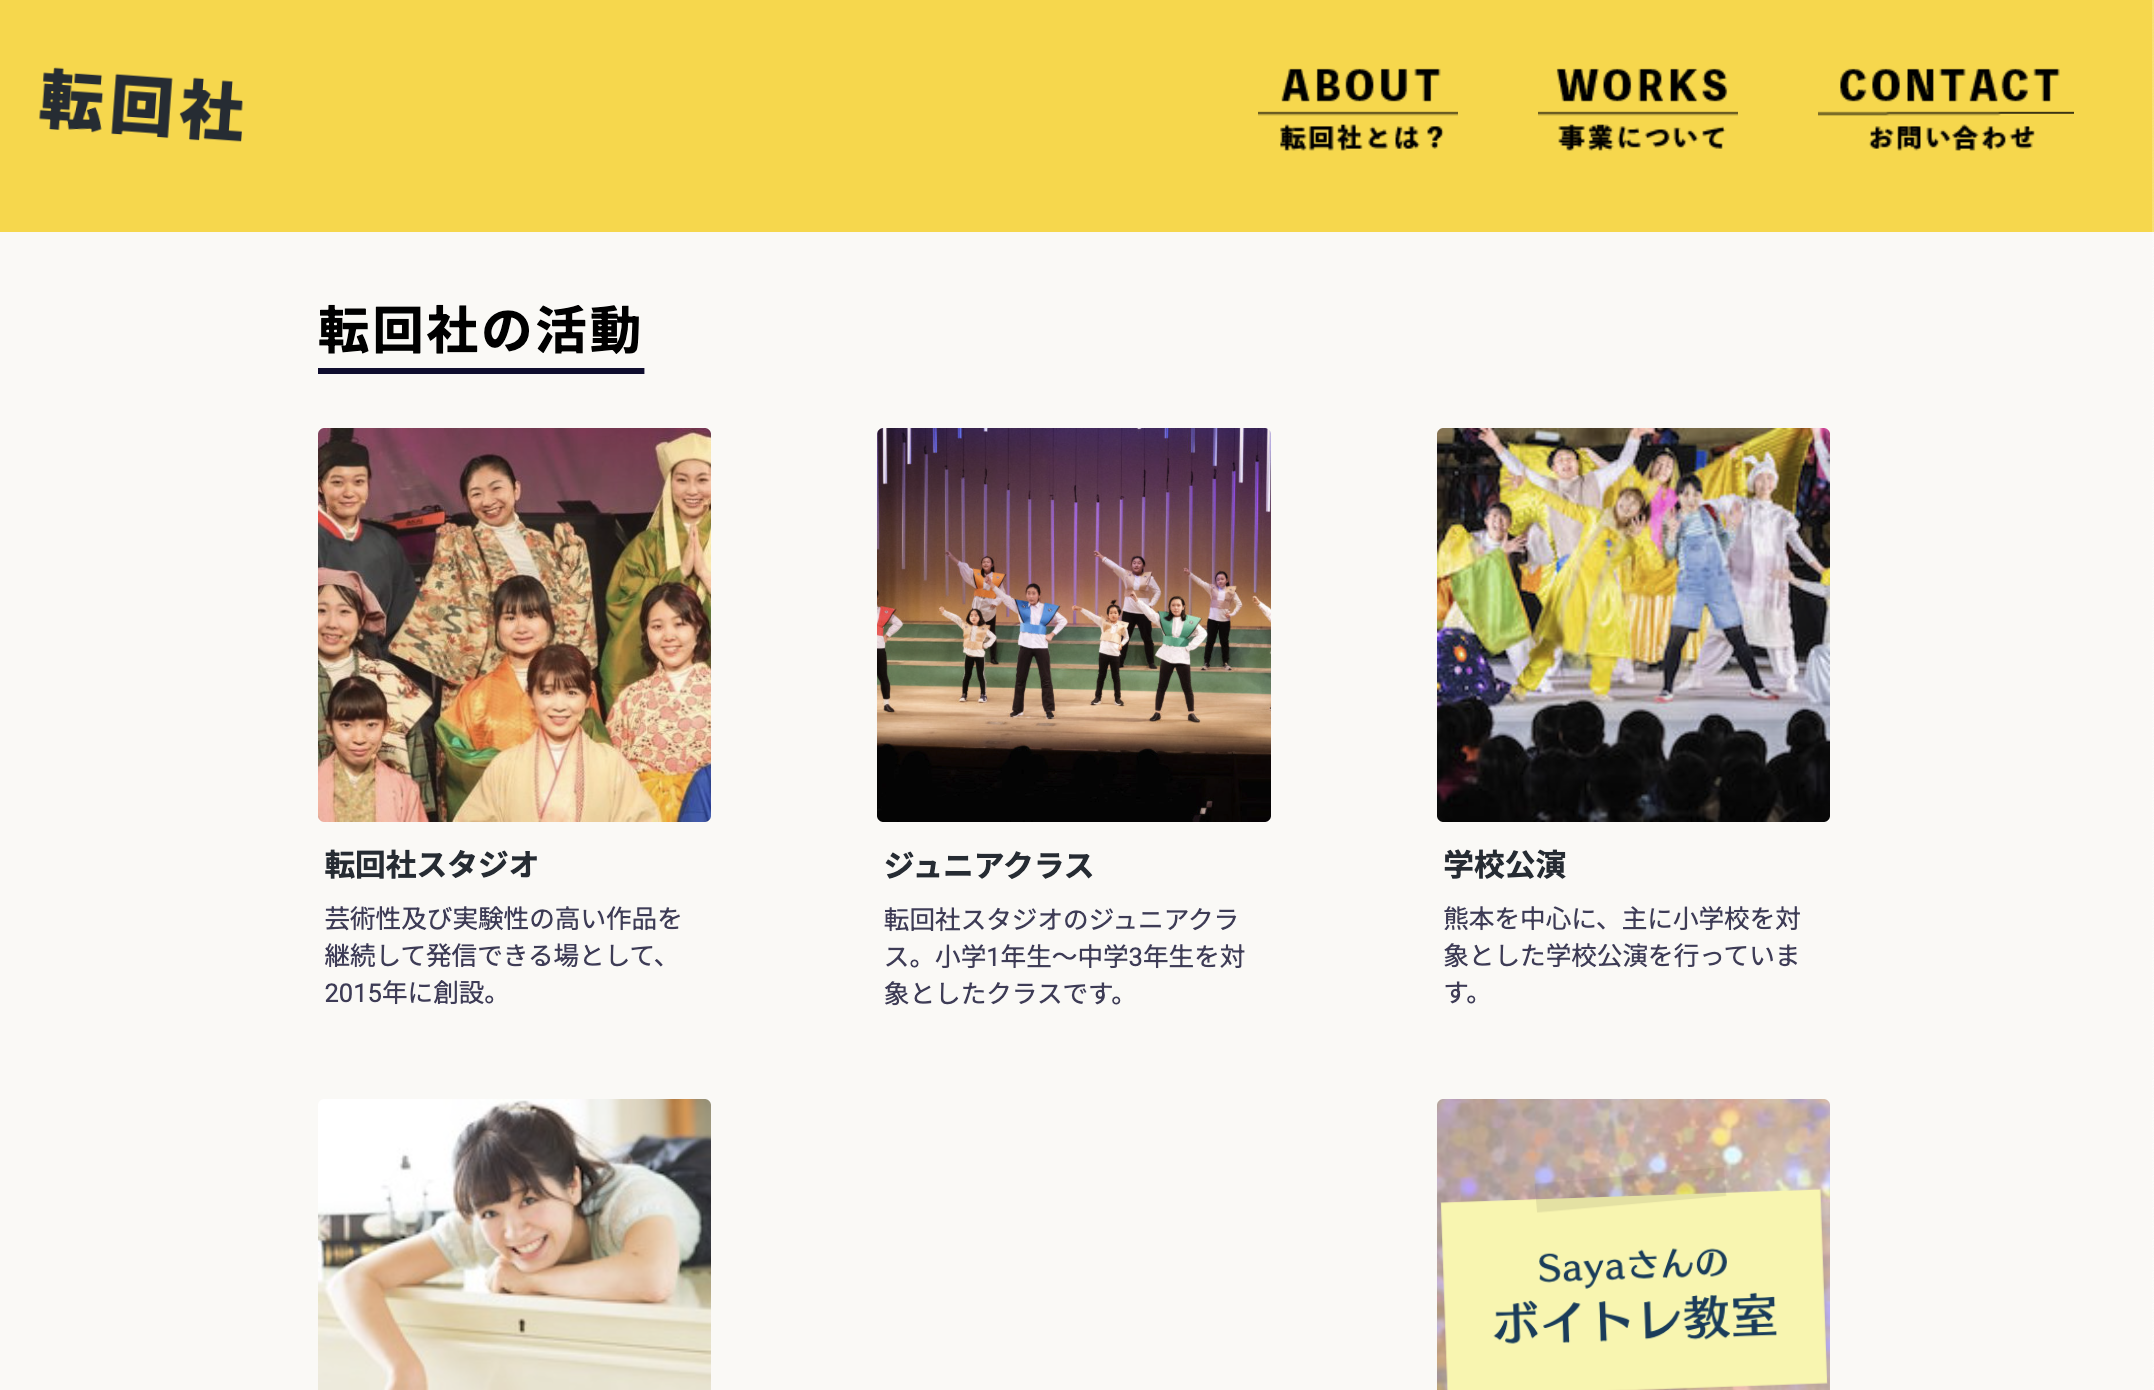 転回社
ABOUT
転回社とは？
WORKS
事業について
CONTACT
お問い合わせ
転回社の活動
転回社スタジオ
芸術性及び実験性の高い作品を
継続して発信できる場として、
2015年に創設。
ジュニアクラス
転回社スタジオのジュニアクラ
ス。小学1年生〜中学3年生を対
象としたクラスです。
学校公演
熊本を中心に、主に小学校を対
象とした学校公演を行っていま
す。
Sayaさんの
ボイトレ教室